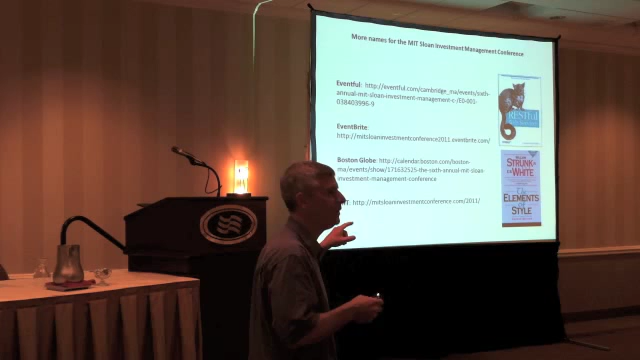 More names for the MIT Sloan Investment Management Conference
Eventful: http://eventful.com/cambridge_ma/events/sixth-
annual-mit-sloan-investment-management-c-/E0-001-
038403996-9
EventBrite:
http://mitsloaninvestmentconference2011.eventbrite.com/
Boston Globe: http://calendar.boston.com/boston-
ma/events/show/171632525-the-sixth-annual-mit-sloan
investment-management-conference
http://mitsloaninvestmentconference.com/2011/
RESTful
STRUNK
WHITE
THE
ELEMENTS
OF
STYLE